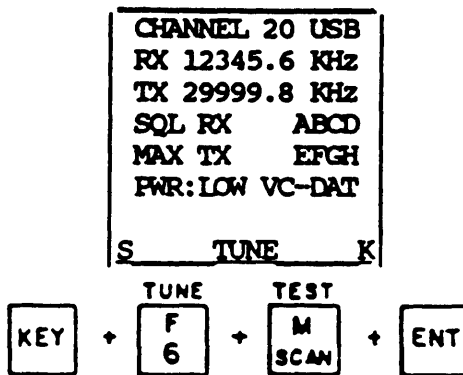 CHANNEL 20 USB
RX 12345.6 KHz
TX 29999.8 KHz
SQL RX ABCD
MAX TX EFGH
PWR:LOW VC-DAT
S TUNE K
TUNE TEST
KEY + F 6 + M SCAN + ENT